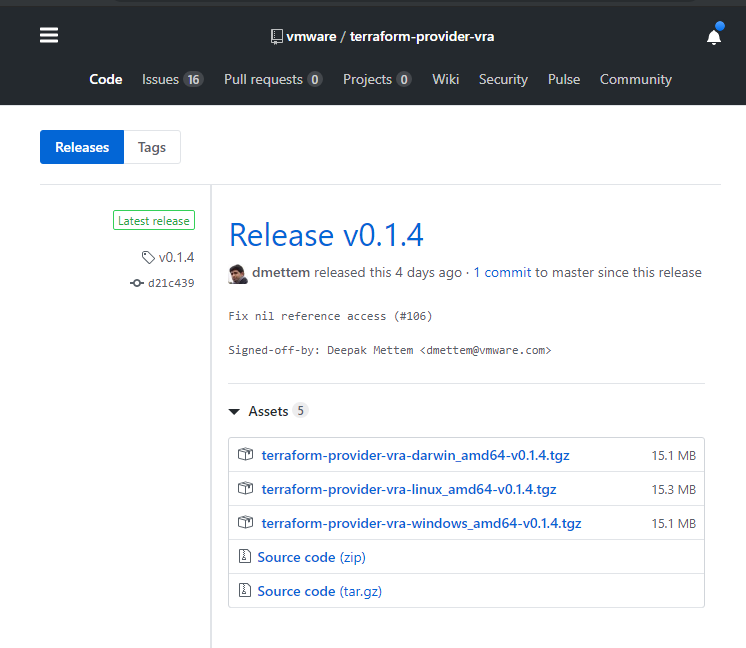 vmware / terraform-provider-vra
Code Issues 16 Pull requests 0 Projects 0 Wiki Security Pulse Community
Releases Tags
Latest release
v0.1.4
d21c439
Release v0.1.4
dmettem released this 4 days ago · 1 commit to master since this release
Fix nil reference access (#106)
Signed-off-by: Deepak Mettem <dmettem@vmware.com>
Assets 5
terraform-provider-vra-darwin_amd64-v0.1.4.tgz 15.1 MB
terraform-provider-vra-linux_amd64-v0.1.4.tgz 15.3 MB
terraform-provider-vra-windows_amd64-v0.1.4.tgz 15.1 MB
Source code (zip)
Source code (tar.gz)